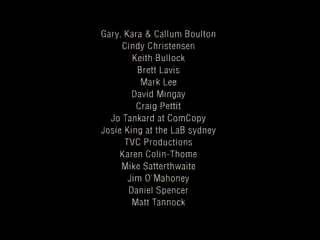 Gary, Kara & Callum Boulton
Cindy Christensen
Keith Bullock
Brett Lavis
Mark Lee
David Mingay
Craig Pettit
Jo Tankard at ComCopy
Josie King at the LaB sydney
TVC Productions
Karen Colin-Thome
Mike Satterthwaite
Jim O'Mahoney
Daniel Spencer
Matt Tannock